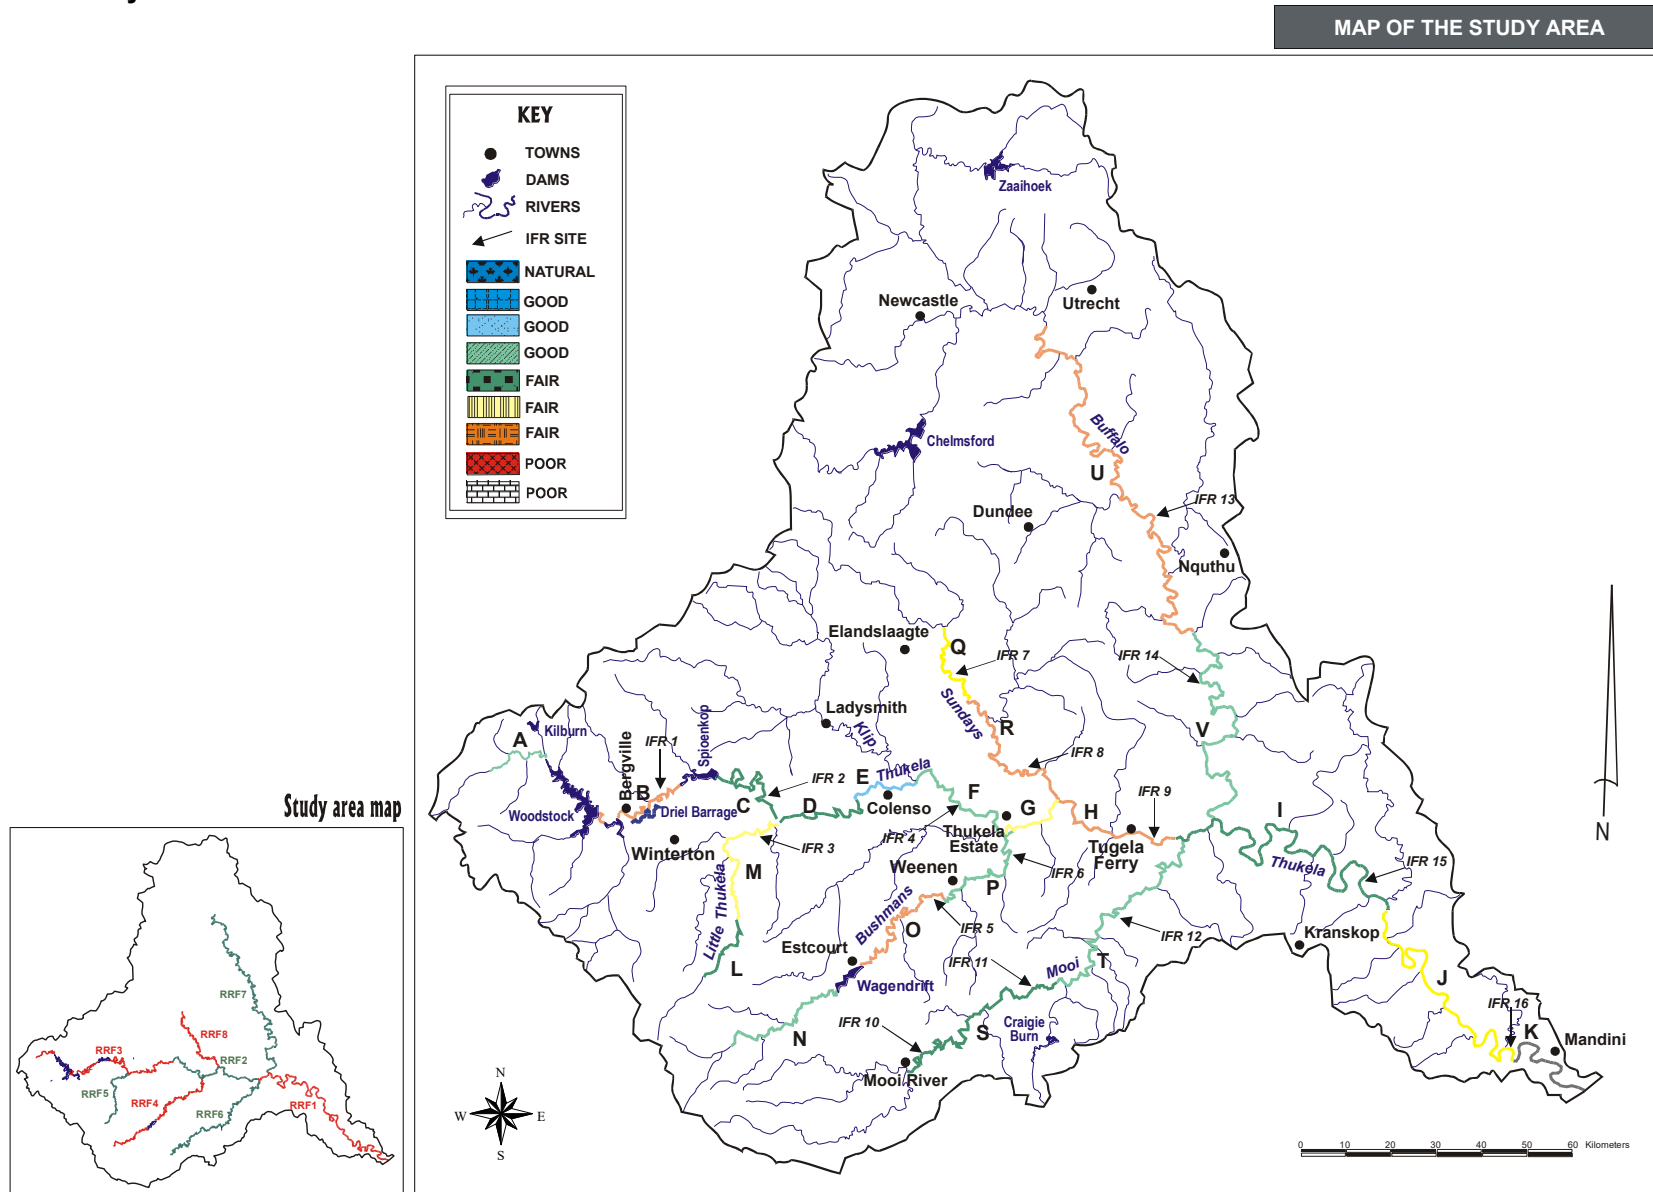 MAP OF THE STUDY AREA
KEY
TOWNS
DAMS
RIVERS
IFR SITE
NATURAL
GOOD
GOOD
GOOD
FAIR
FAIR
FAIR
POOR
POOR
Zaaihoek
Newcastle
Utrecht
Buffalo
Chelmsford
U
IFR 13
Dundee
Nquthu
Elandslaagte
Q
IFR 7
IFR 14
Sundays
Ladysmith
Klip
R
V
Kilburn
A
Bergville
IFR 1
Spioenkop
IFR 8
B
IFR 2
E
Thukela
C
D
F
G
H
IFR 9
I
Woodstock
Driel Barrage
Colenso
Winterton
IFR 3
IFR 4
Thukela
Estate
Tugela
Ferry
Thukela
IFR 15
M
Weenen
P
IFR 6
Little Thukela
Bushmans
O
IFR 5
IFR 12
Kranskop
Estcourt
L
IFR 11
Mooi
T
J
Wagendrift
N
IFR 10
S
Craigie
Burn
IFR 16
K
Mandini
Mooi River
N
N
W
E
S
0 10 20 30 40 50 60 Kilometers
Study area map
RRF7
RRF8
RRF3
RRF2
RRF5
RRF4
RRF6
RRF1